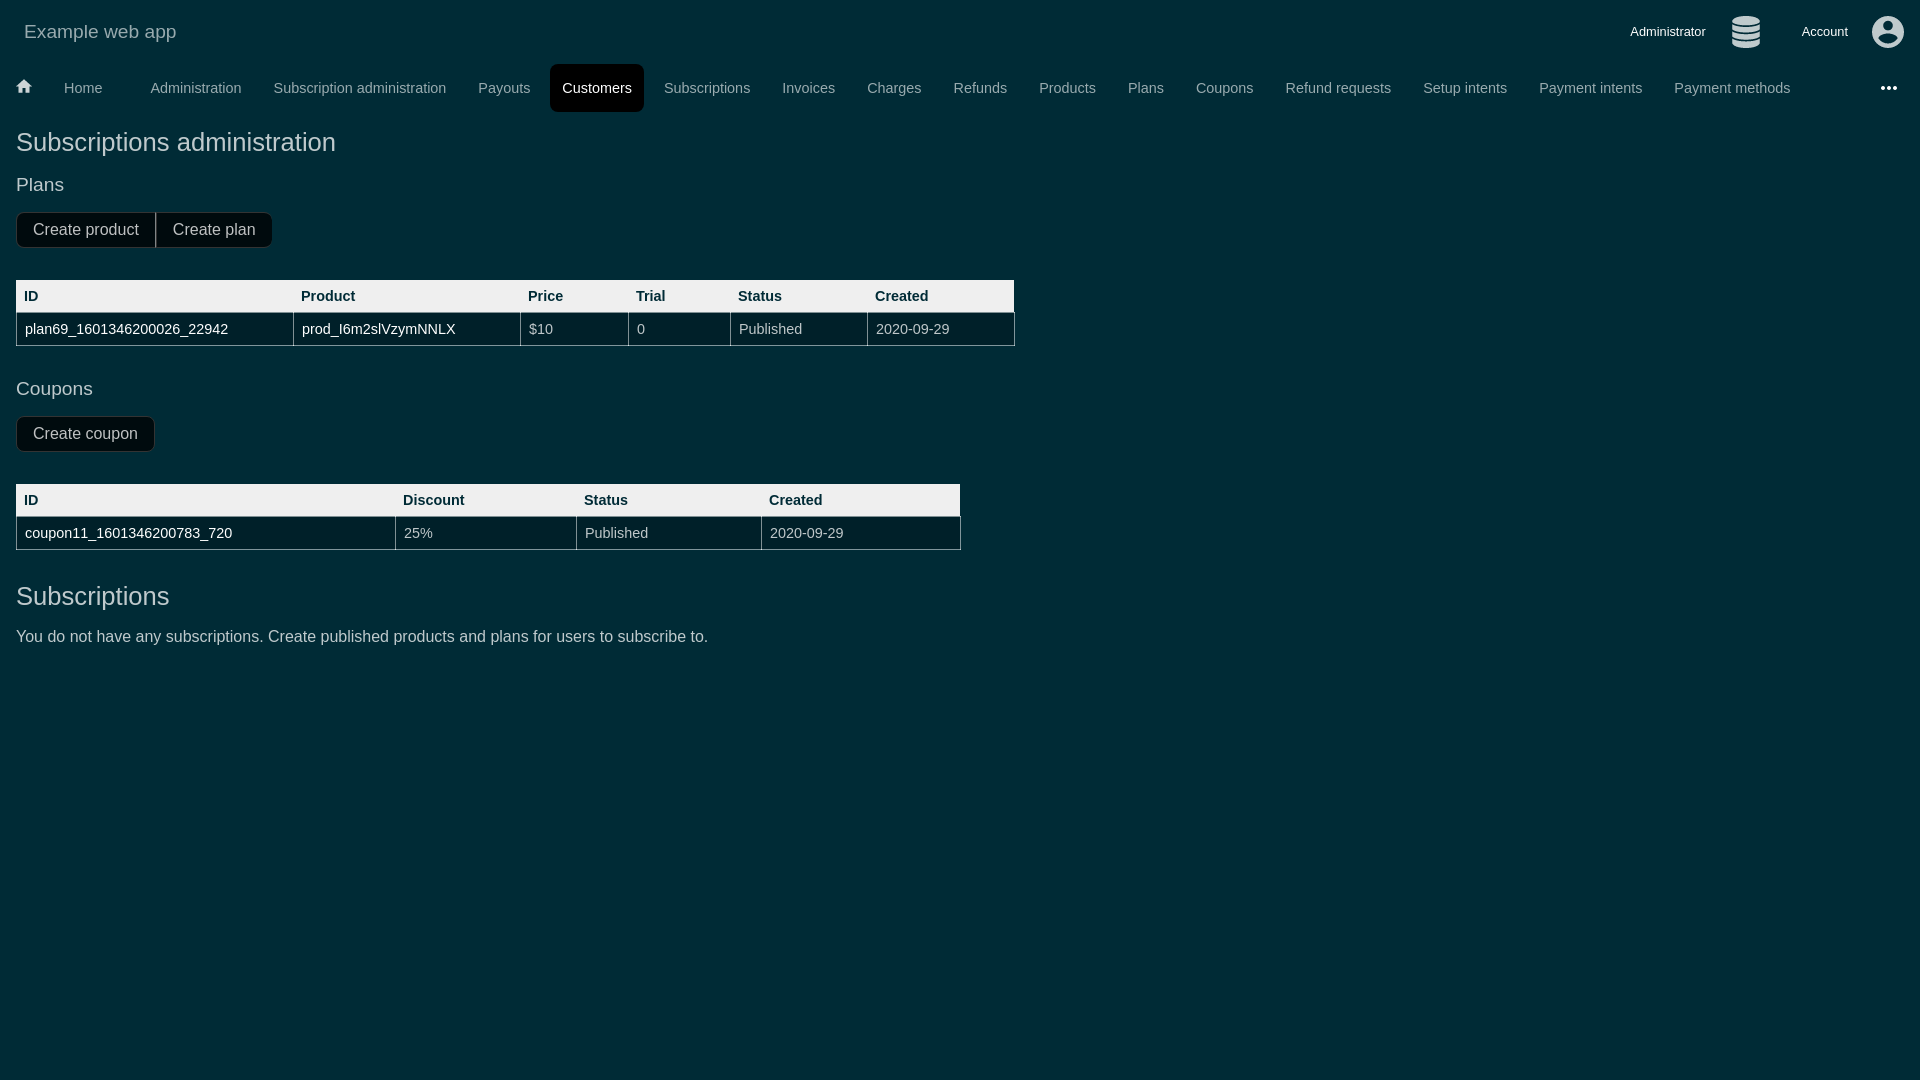 Example web app
Administrator
Account
Home
Administration
Subscription administration
Payouts
Customers
Subscriptions
Invoices
Charges
Refunds
Products
Plans
Coupons
Refund requests
Setup intents
Payment intents
Payment methods
Subscriptions administration
Plans
Create product
Create plan
ID Product Price Trial Status Created
plan69_1601346200026_22942 prod_I6m2slVzymNNLX $10 0 Published 2020-09-29
Coupons
Create coupon
ID Discount Status Created
coupon11_1601346200783_720 25% Published 2020-09-29
Subscriptions
You do not have any subscriptions. Create published products and plans for users to subscribe to.